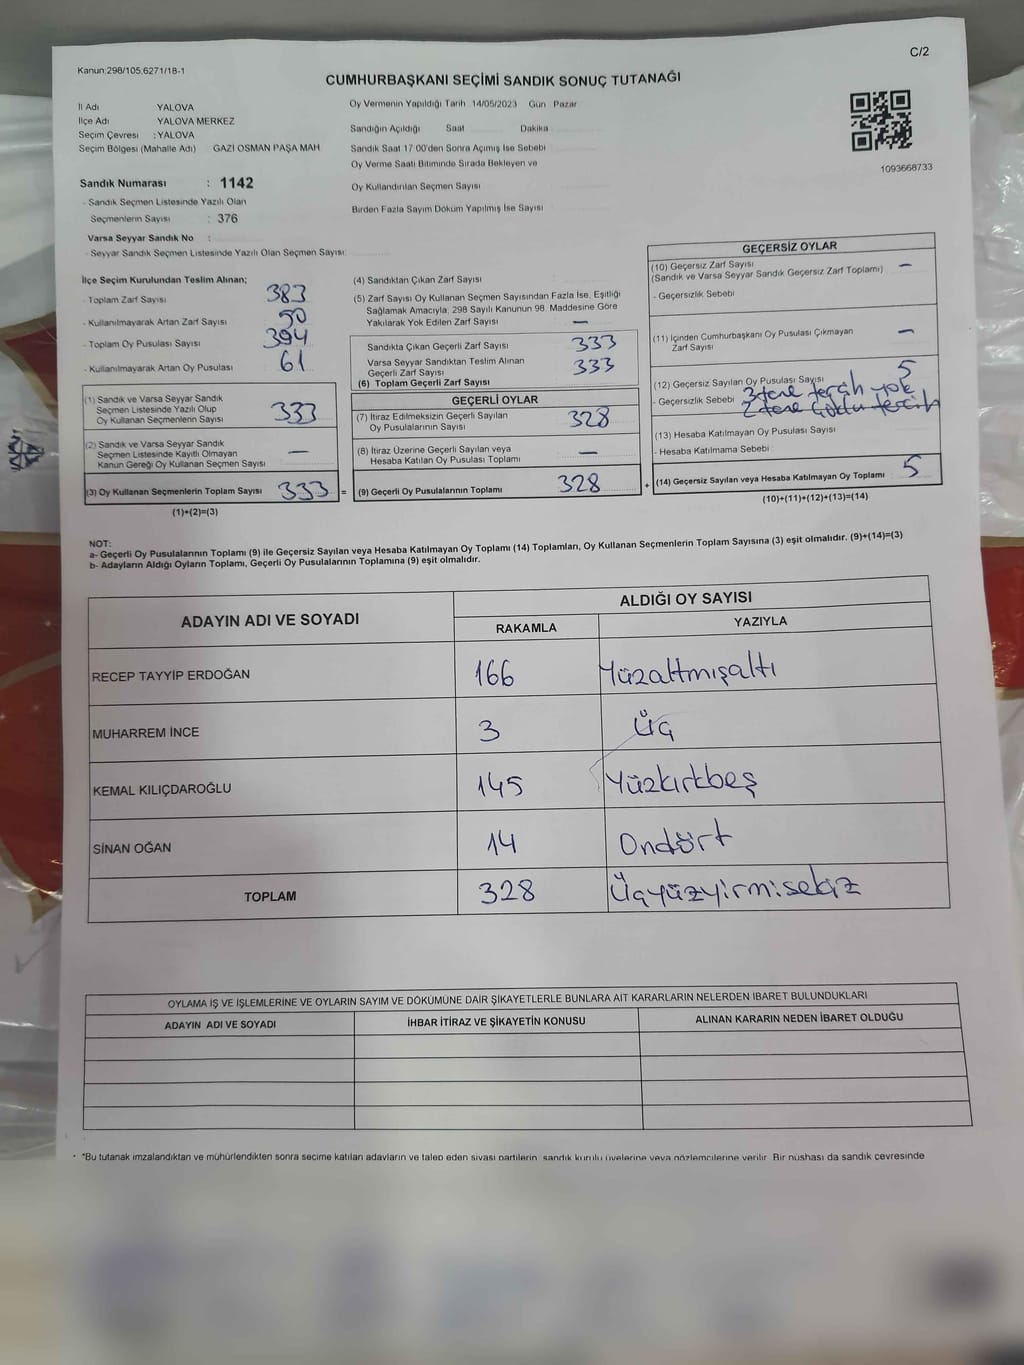 C/2
Kanun:298/105,6271/18-1
CUMHURBAŞKANI SEÇİMİ SANDIK SONUÇ TUTANAĞI
İl Adı YALOVA
İlçe Adı YALOVA MERKEZ
Seçim Çevresi : YALOVA
Seçim Bölgesi (Mahalle Adı) GAZİ OSMAN PAŞA MAH
Sandık Numarası : 1142
- Sandık Seçmen Listesinde Yazılı Olan
Seçmenlerin Sayısı : 376
Varsa Seyyar Sandık No :
- Seyyar Sandık Seçmen Listesinde Yazılı Olan Seçmen Sayısı:
Oy Vermenin Yapıldığı Tarih 14/05/2023 Gün Pazar
Sandığın Açıldığı Saat Dakika
Sandık Saat 17:00'den Sonra Açılmış İse Sebebi
Oy Verme Saati Bitiminde Sırada Bekleyen ve
Oy Kullandırılan Seçmen Sayısı
Birden Fazla Sayım Döküm Yapılmış İse Sayısı
1093668733
İlçe Seçim Kurulundan Teslim Alınan;
- Toplam Zarf Sayısı 383
- Kullanılmayarak Artan Zarf Sayısı 50
- Toplam Oy Pusulası Sayısı 394
- Kullanılmayarak Artan Oy Pusulası 61
(1) Sandık ve Varsa Seyyar Sandık
Seçmen Listesinde Yazılı Olup
Oy Kullanan Seçmenlerin Sayısı 333
(2) Sandık ve Varsa Seyyar Sandık
Seçmen Listesinde Kayıtlı Olmayan
Kanun Gereği Oy Kullanan Seçmen Sayısı —
(3) Oy Kullanan Seçmenlerin Toplam Sayısı 333 =
(1)+(2)=(3)
(4) Sandıktan Çıkan Zarf Sayısı
(5) Zarf Sayısı Oy Kullanan Seçmen Sayısından Fazla İse, Eşitliği
Sağlamak Amacıyla; 298 Sayılı Kanunun 98. Maddesine Göre
Yakılarak Yok Edilen Zarf Sayısı —
Sandıkta Çıkan Geçerli Zarf Sayısı 333
Varsa Seyyar Sandıktan Teslim Alınan
Geçerli Zarf Sayısı 333
(6) Toplam Geçerli Zarf Sayısı
GEÇERLİ OYLAR
(7) İtiraz Edilmeksizin Geçerli Sayılan
Oy Pusulalarının Sayısı 328
(8) İtiraz Üzerine Geçerli Sayılan veya
Hesaba Katılan Oy Pusulası Toplamı —
(9) Geçerli Oy Pusulalarının Toplamı 328 +
GEÇERSİZ OYLAR
(10) Geçersiz Zarf Sayısı —
(Sandık ve Varsa Seyyar Sandık Geçersiz Zarf Toplamı)
- Geçersizlik Sebebi
(11) İçinden Cumhurbaşkanı Oy Pusulası Çıkmayan —
Zarf Sayısı
(12) Geçersiz Sayılan Oy Pusulası Sayısı 5
- Geçersizlik Sebebi 3 tane tercih yok
2 tane çoklu tercih
(13) Hesaba Katılmayan Oy Pusulası Sayısı
- Hesaba Katılmama Sebebi
(14) Geçersiz Sayılan veya Hesaba Katılmayan Oy Toplamı 5
(10)+(11)+(12)+(13)=(14)
NOT:
a- Geçerli Oy Pusulalarının Toplamı (9) ile Geçersiz Sayılan veya Hesaba Katılmayan Oy Toplamı (14) Toplamları, Oy Kullanan Seçmenlerin Toplam Sayısına (3) eşit olmalıdır. (9)+(14)=(3)
b- Adayların Aldığı Oyların Toplamı, Geçerli Oy Pusulalarının Toplamına (9) eşit olmalıdır.
ADAYIN ADI VE SOYADI ALDIĞI OY SAYISI
RAKAMLA YAZIYLA
RECEP TAYYİP ERDOĞAN 166 Yüzaltmışaltı
MUHARREM İNCE 3 Üç
KEMAL KILIÇDAROĞLU 145 Yüzkırkbeş
SİNAN OĞAN 14 Ondört
TOPLAM 328 Üçyüzyirmisekiz
OYLAMA İŞ VE İŞLEMLERİNE VE OYLARIN SAYIM VE DÖKÜMÜNE DAİR ŞİKAYETLERLE BUNLARA AİT KARARLARIN NELERDEN İBARET BULUNDUKLARI
ADAYIN ADI VE SOYADI İHBAR İTİRAZ VE ŞİKAYETİN KONUSU ALINAN KARARIN NEDEN İBARET OLDUĞU
*Bu tutanak imzalandıktan ve mühürlendikten sonra seçime katılan adayların ve talep eden siyasi partilerin, sandık kurulu üyelerine veya gözlemcilerine verilir. Bir nüshası da sandık çevresinde